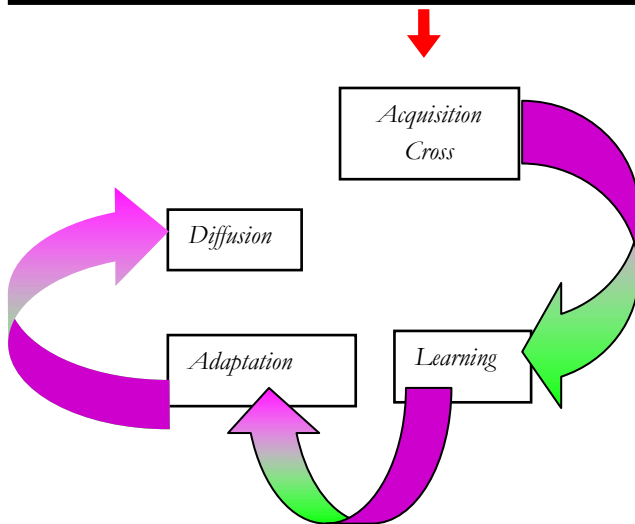 Acquisition
Cross
Diffusion
Adaptation
Learning